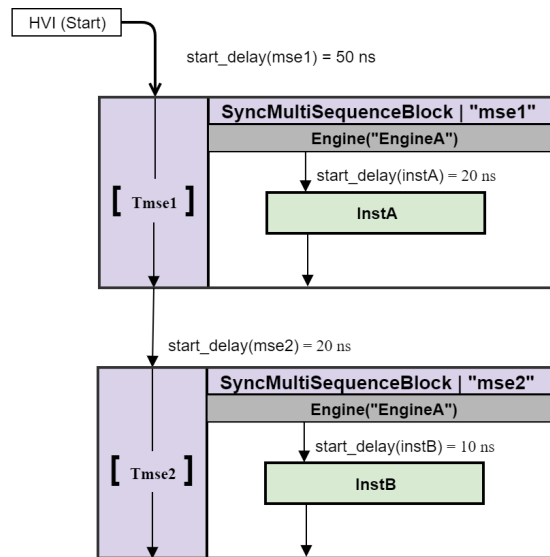 HVI (Start)
start_delay(mse1) = 50 ns
SyncMultiSequenceBlock | "mse1"
Engine("EngineA")
start_delay(instA) = 20 ns
[ Tmse1 ]
InstA
start_delay(mse2) = 20 ns
SyncMultiSequenceBlock | "mse2"
Engine("EngineA")
start_delay(instB) = 10 ns
[ Tmse2 ]
InstB